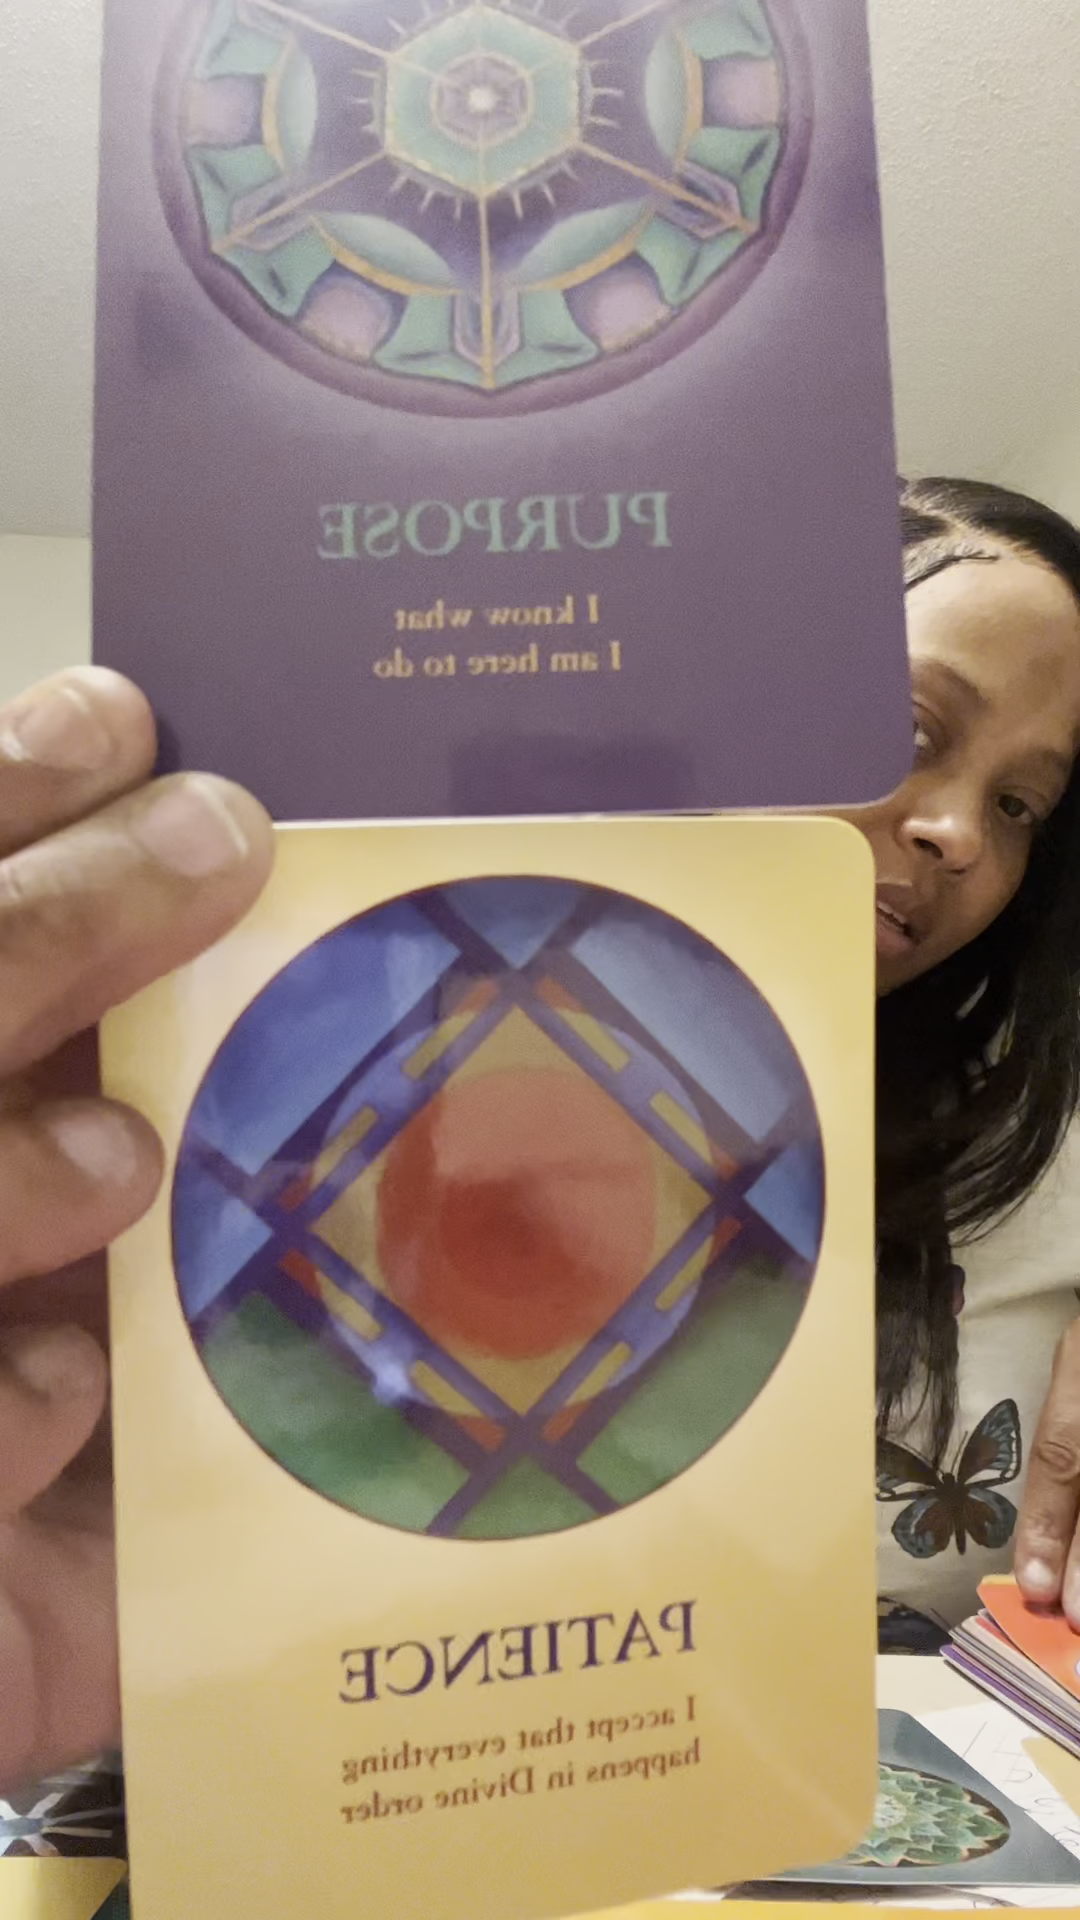 PURPOSE
I know what
I am here to do
PATIENCE
I accept that everything
happens in Divine order